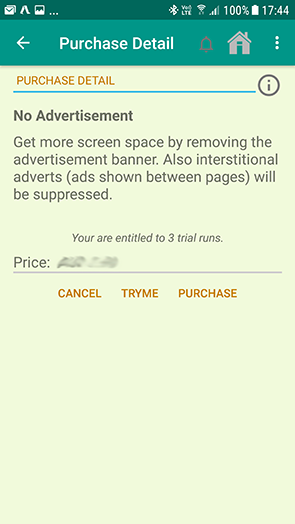 ... 100% 17:44
Purchase Detail
PURCHASE DETAIL
No Advertisement
Get more screen space by removing the
advertisement banner. Also interstitional
adverts (ads shown between pages) will
be suppressed.
Your are entitled to 3 trial runs.
Price:
CANCEL TRYME PURCHASE